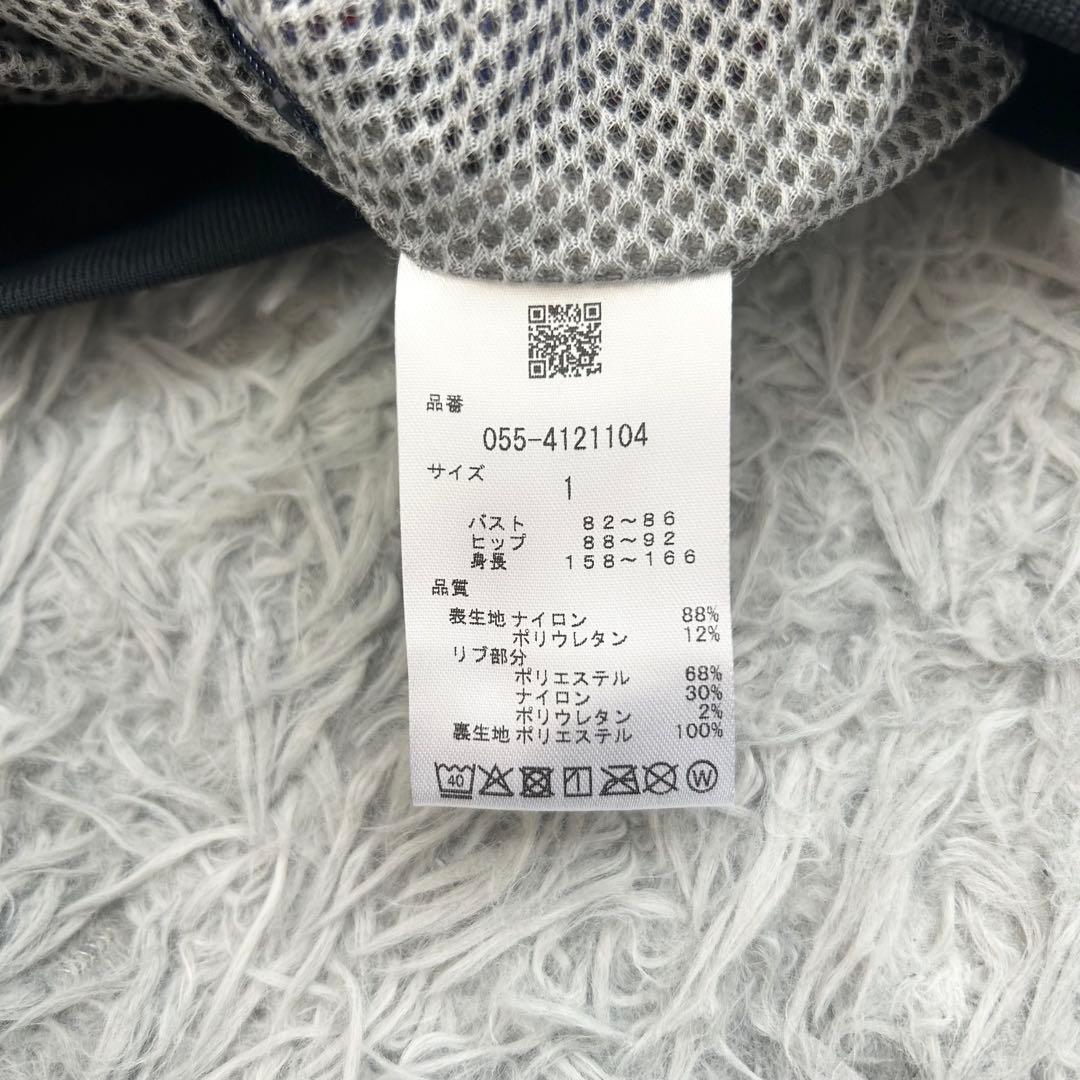 品番
055-4121104
サイズ
1
バスト 82～86
ヒップ 88～92
身長 158～166
品質
表生地 ナイロン 88%
ポリウレタン 12%
リブ部分
ポリエステル 68%
ナイロン 30%
ポリウレタン 2%
裏生地 ポリエステル 100%
40 W